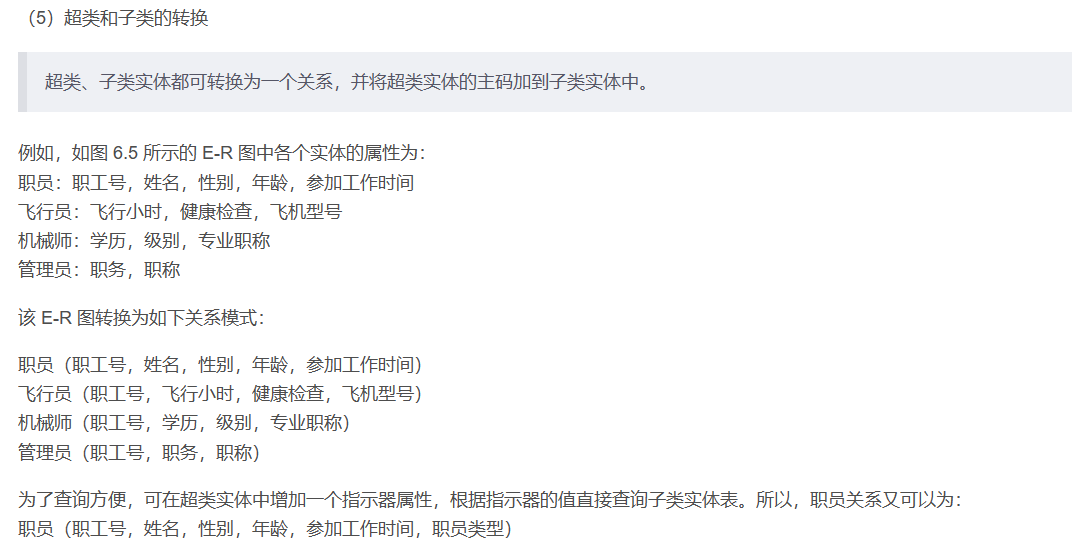 （5）超类和子类的转换
超类、子类实体都可转换为一个关系，并将超类实体的主码加到子类实体中。
例如，如图 6.5 所示的 E-R 图中各个实体的属性为：
职员：职工号，姓名，性别，年龄，参加工作时间
飞行员：飞行小时，健康检查，飞机型号
机械师：学历，级别，专业职称
管理员：职务，职称
该 E-R 图转换为如下关系模式：
职员（职工号，姓名，性别，年龄，参加工作时间）
飞行员（职工号，飞行小时，健康检查，飞机型号）
机械师（职工号，学历，级别，专业职称）
管理员（职工号，职务，职称）
为了查询方便，可在超类实体中增加一个指示器属性，根据指示器的值直接查询子类实体表。所以，职员关系又可以为：
职员（职工号，姓名，性别，年龄，参加工作时间，职员类型）